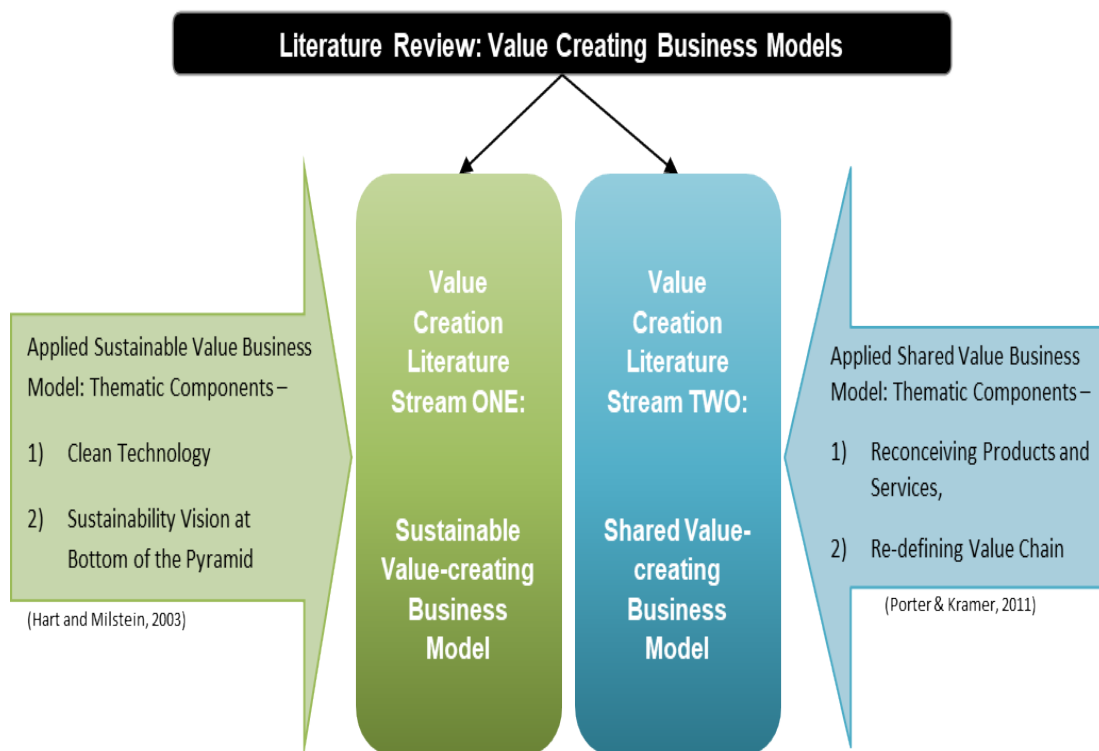 Literature Review: Value Creating Business Models
Applied Sustainable Value Business
Model: Thematic Components –
1) Clean Technology
2) Sustainability Vision at
Bottom of the Pyramid
(Hart and Milstein, 2003)
Value
Creation
Literature
Stream ONE:
Sustainable
Value-creating
Business
Model
Value
Creation
Literature
Stream TWO:
Shared Value-
creating
Business
Model
Applied Shared Value Business
Model: Thematic Components –
1) Reconceiving Products and
Services,
2) Re-defining Value Chain
(Porter & Kramer, 2011)